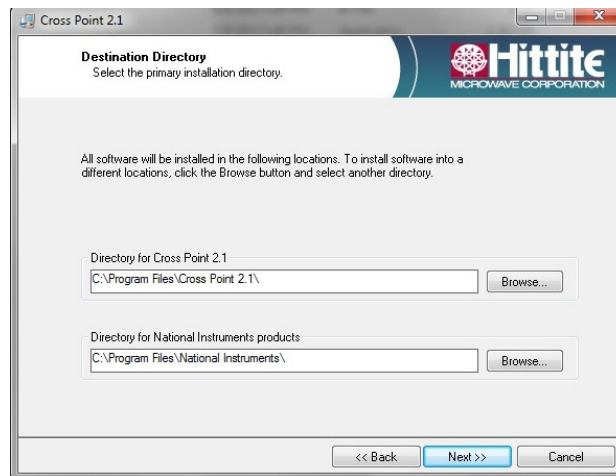 Cross Point 2.1
Destination Directory
Select the primary installation directory.
Hittite
MICROWAVE CORPORATION
All software will be installed in the following locations. To install software into a
different locations, click the Browse button and select another directory.
Directory for Cross Point 2.1
C:\Program Files\Cross Point 2.1\
Browse...
Directory for National Instruments products
C:\Program Files\National Instruments\
Browse...
<< Back
Next >>
Cancel